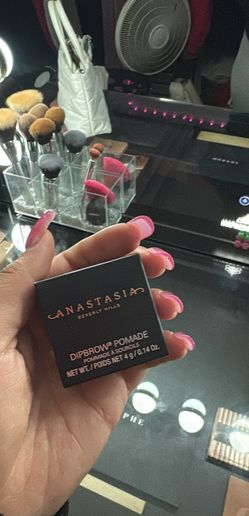 ANASTASIA
BEVERLY HILLS
DIPBROW® POMADE
POMMADE À SOURCILS
NET WT. / POIDS NET 4 g / 0.14 Oz.